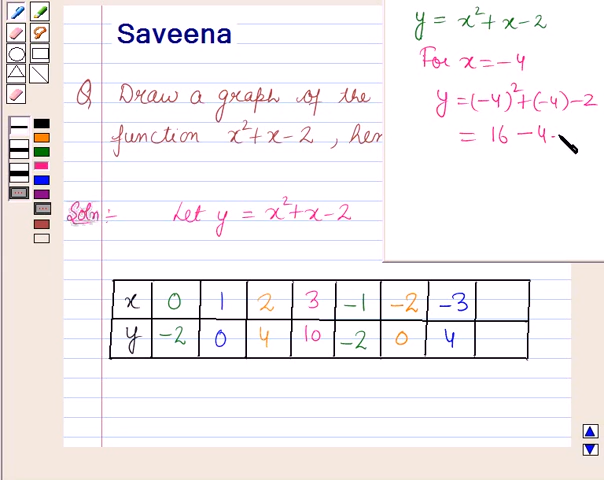 Saveena
Q Draw a graph of the
function x²+x-2 , hen
Soln:- Let y = x²+x-2
x 0 1 2 3 -1 -2 -3
y -2 0 4 10 -2 0 4
y = x²+x-2
For x=-4
y =(-4)²+(-4)-2
= 16 -4-